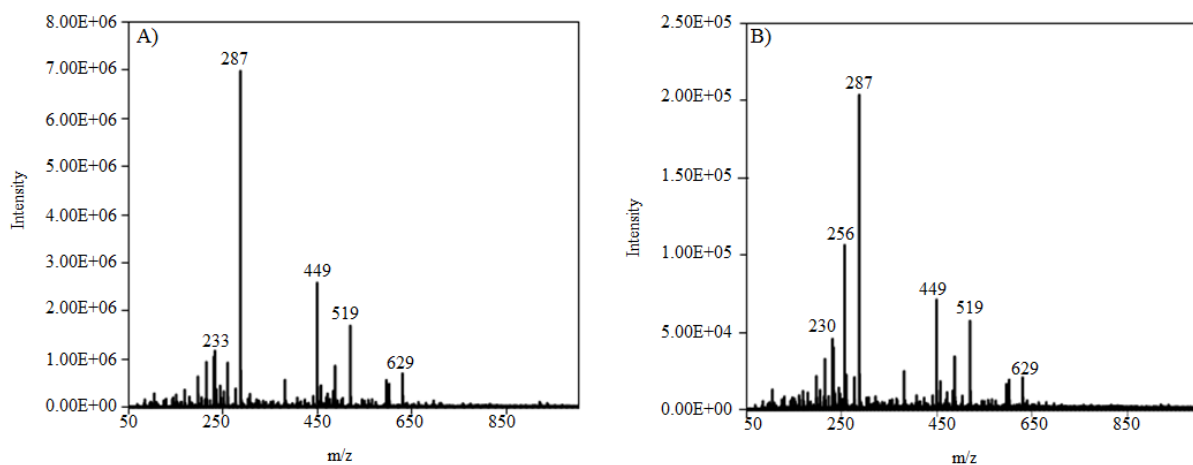 A)
8.00E+06
7.00E+06
6.00E+06
5.00E+06
4.00E+06
3.00E+06
2.00E+06
1.00E+06
0.00E+00
Intensity
287
449
519
233
629
50
250
450
650
850
m/z
B)
2.50E+05
2.00E+05
1.50E+05
1.00E+05
5.00E+04
0.00E+00
Intensity
287
256
449
519
230
629
50
250
450
650
850
m/z